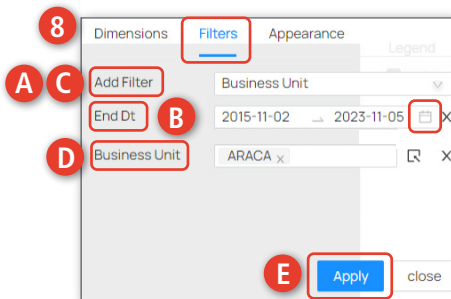 8 Dimensions Filters Appearance
Legend
A C Add Filter Business Unit
End Dt B 2015-11-02 → 2023-11-05 X
D Business Unit ARACA x X
E Apply close